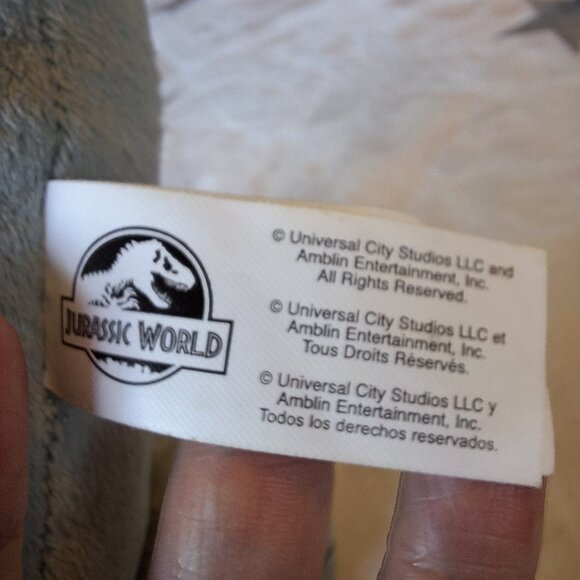 JURASSIC WORLD
© Universal City Studios LLC and
Amblin Entertainment, Inc.
All Rights Reserved.
© Universal City Studios LLC et
Amblin Entertainment, Inc.
Tous Droits Réservés.
© Universal City Studios LLC y
Amblin Entertainment, Inc.
Todos los derechos reservados.